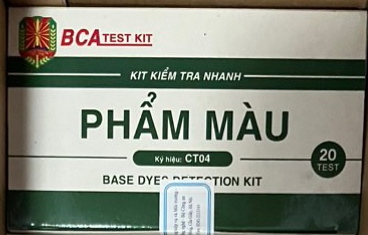 BCA TEST KIT
KIT KIỂM TRA NHANH
PHẨM MÀU
Ký hiệu: CT04
20
TEST
BASE DYES DETECTION KIT